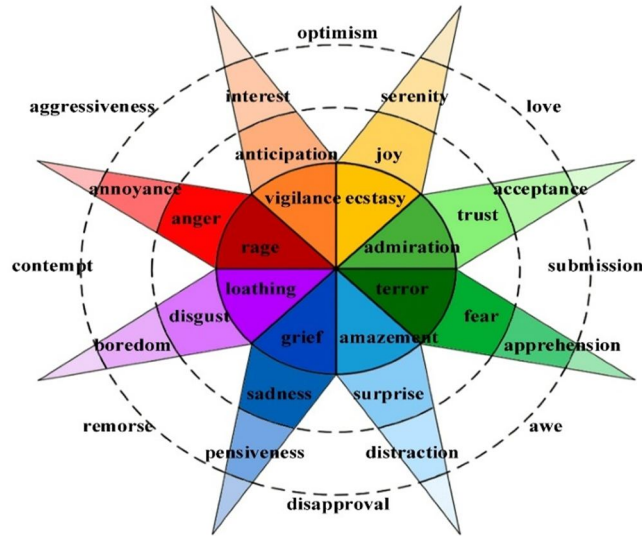 optimism
interest
serenity
aggressiveness
love
anticipation
joy
annoyance
acceptance
vigilance
ecstasy
anger
trust
rage
admiration
contempt
submission
loathing
terror
disgust
fear
grief
amazement
boredom
apprehension
sadness
surprise
remorse
awe
pensiveness
distraction
disapproval